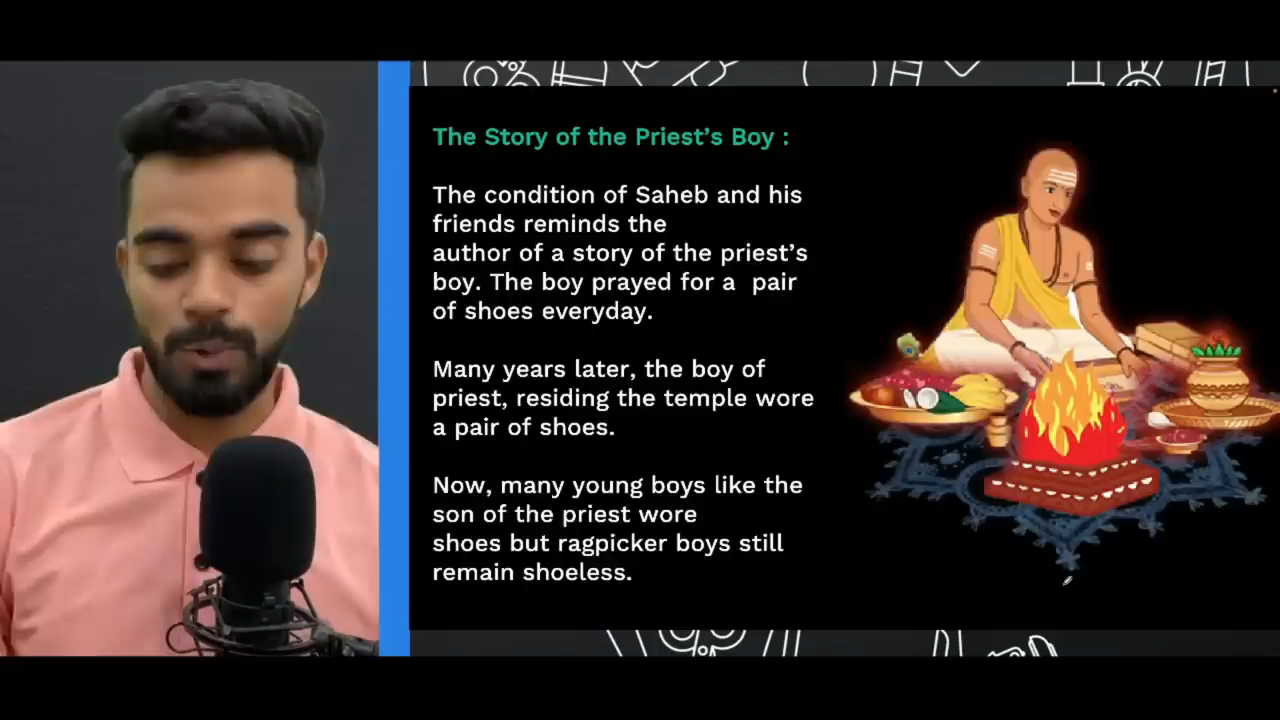 The Story of the Priest's Boy :
The condition of Saheb and his
friends reminds the
author of a story of the priest's
boy. The boy prayed for a  pair
of shoes everyday.
Many years later, the boy of
priest, residing the temple wore
a pair of shoes.
Now, many young boys like the
son of the priest wore
shoes but ragpicker boys still
remain shoeless.